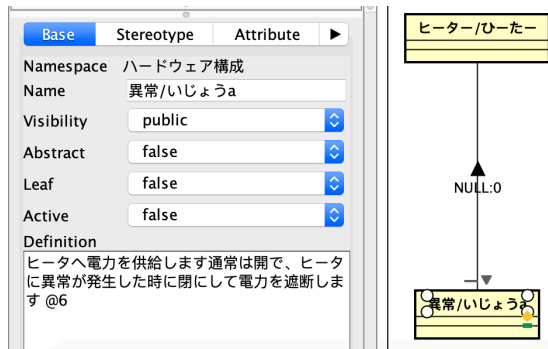 Base Stereotype Attribute
Namespace ハードウェア構成
Name 異常/いじょうa
Visibility public
Abstract false
Leaf false
Active false
Definition
ヒータへ電力を供給します通常は開で、ヒータ
に異常が発生した時に閉にして電力を遮断しま
す @6
ヒーター/ひーたー
NULL:0
異常/いじょうa